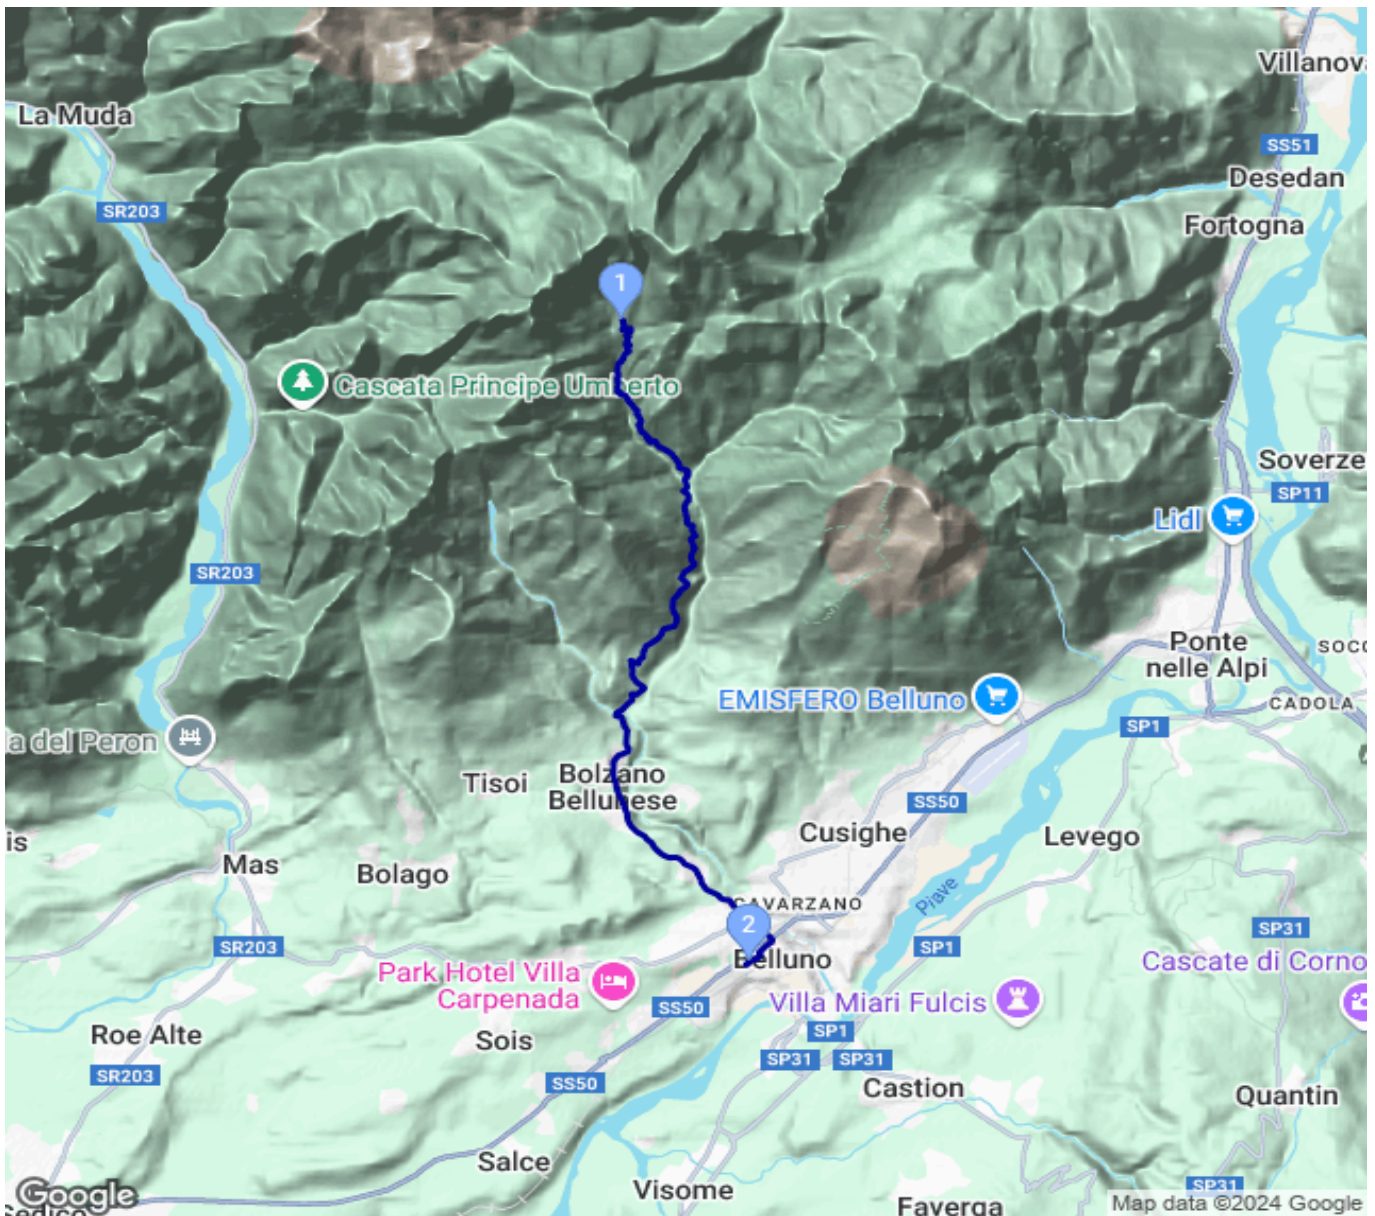 Villanov
La Muda
SS51
Desedan
SR203
Fortogna
1
Cascata Principe Umberto
Soverze
SP11
Lidl
SR203
Ponte
nelle Alpi
SOCC
EMISFERO Belluno
CADOLA
SP1
a del Peron
Tisoi
Bolzano
Bellunese
SS50
is
Cusighe
Levego
Mas
Bolago
Piave
CAVARZANO
2
SP31
SR203
SP1
Belluno
Cascate di Corno
Park Hotel Villa
Carpenada
SS50
Villa Miari Fulcis
Roe Alte
Sois
SP1
SP31
SP31
SR203
SS50
Castion
Quantin
Salce
Visome
SP31
Google
Faverga
Map data ©2024 Google